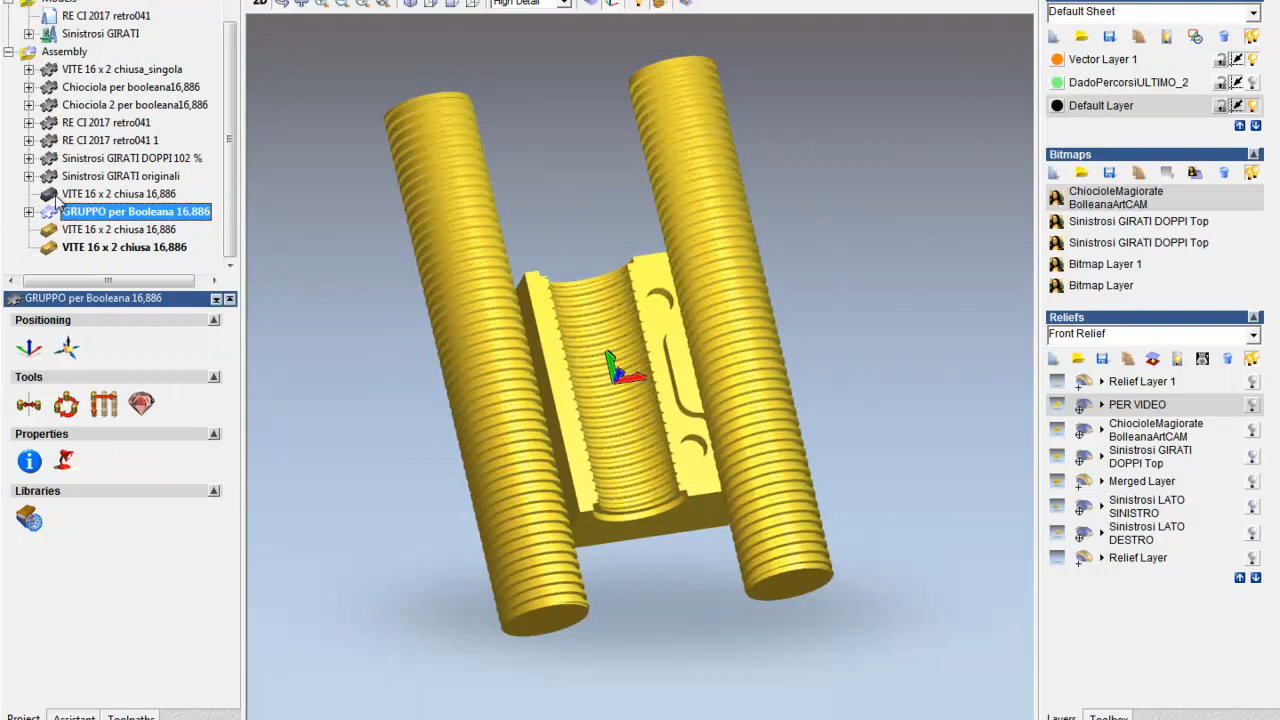 2D
High Detail
Models
RE CI 2017 retro041
Sinistrosi GIRATI
Assembly
VITE 16 x 2 chiusa_singola
Chiociola per booleana16,886
Chiociola 2 per booleana16,886
RE CI 2017 retro041
RE CI 2017 retro041 1
Sinistrosi GIRATI DOPPI 102 %
Sinistrosi GIRATI originali
VITE 16 x 2 chiusa 16,886
GRUPPO per Booleana 16,886
VITE 16 x 2 chiusa 16,886
VITE 16 x 2 chiusa 16,886
GRUPPO per Booleana 16,886
Positioning
Tools
Properties
Libraries
Project
Assistant
Toolpaths
Default Sheet
Vector Layer 1
DadoPercorsiULTIMO_2
Default Layer
Bitmaps
ChiocioleMagiorate
BolleanaArtCAM
Sinistrosi GIRATI DOPPI Top
Sinistrosi GIRATI DOPPI Top
Bitmap Layer 1
Bitmap Layer
Reliefs
Front Relief
Relief Layer 1
PER VIDEO
ChiocioleMagiorate
BolleanaArtCAM
Sinistrosi GIRATI
DOPPI Top
Merged Layer
Sinistrosi LATO
SINISTRO
Sinistrosi LATO
DESTRO
Relief Layer
Layers
Toolbox